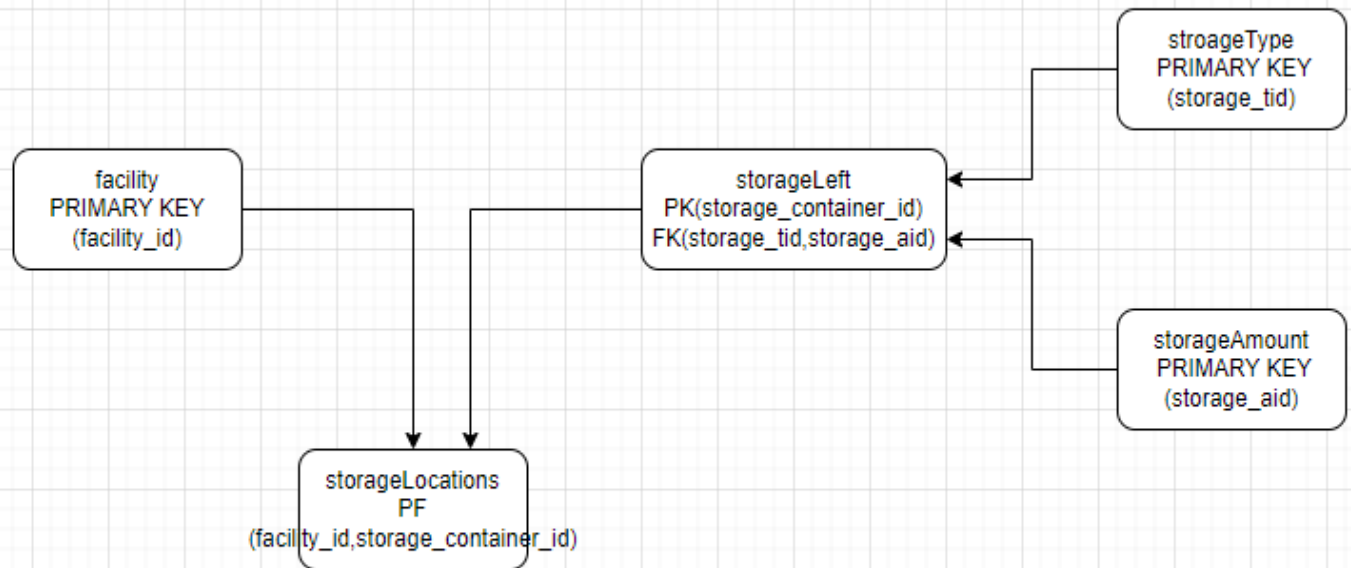 stroageType
PRIMARY KEY
(storage_tid)
facility
PRIMARY KEY
(facility_id)
storageLeft
PK(storage_container_id)
FK(storage_tid,storage_aid)
storageAmount
PRIMARY KEY
(storage_aid)
storageLocations
PF
(facility_id,storage_container_id)